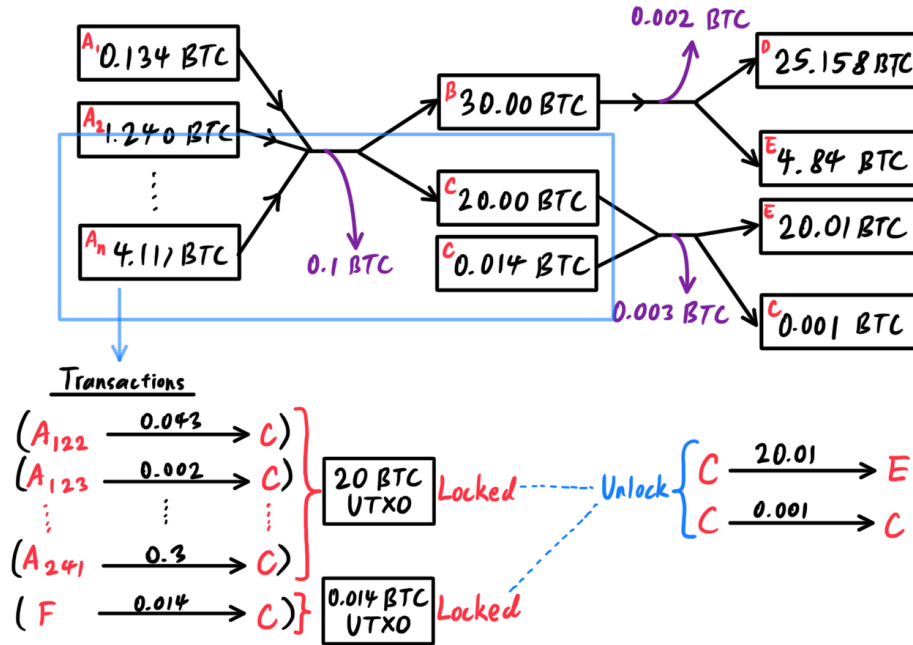 A1 0.134 BTC
A2 1.240 BTC
An 4.117 BTC
0.1 BTC
B 30.00 BTC
C 20.00 BTC
C 0.014 BTC
0.002 BTC
0.003 BTC
D 25.158 BTC
E 4.84 BTC
E 20.01 BTC
C 0.001 BTC
Transactions
(A122 0.043 C)
(A123 0.002 C)
(A241 0.3 C)
(F 0.014 C)
20 BTC
UTXO
Locked
0.014 BTC
UTXO
Locked
Unlock
C 20.01 E
C 0.001 C